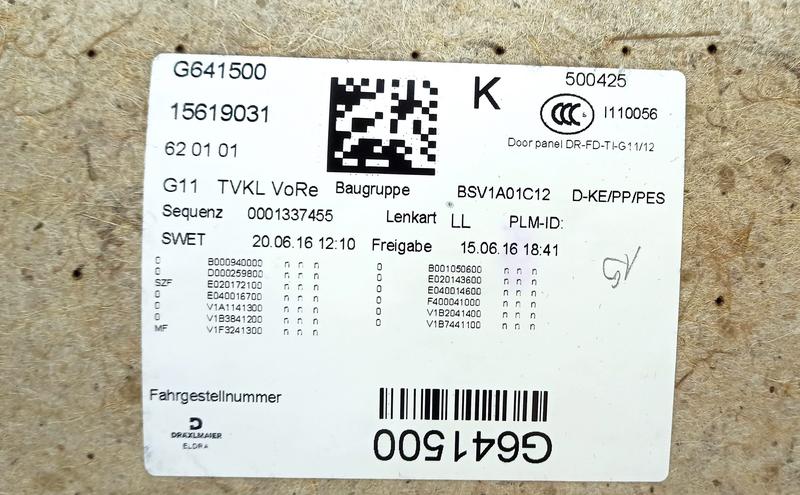 G641500
K
500425
15619031
CCC
S
I110056
62 01 01
Door panel DR-FD-TI-G11/12
G11 TVKL VoRe Baugruppe BSV1A01C12 D-KE/PP/PES
Sequenz 0001337455 Lenkart LL PLM-ID:
SWET 20.06.16 12:10 Freigabe 15.06.16 18:41
0 B000940000 n n n 0 B001050600 n n n
0 D000259800 n n n 0 E020143600 n n n
SZF E020172100 n n n 0 E040014600 n n n
0 E040016700 n n n 0 F400041000 n n n
0 V1A1141300 n n n 0 V1B2041400 n n n
0 V1B3841200 n n n 0 V1B7441100 n n n
MF V1F3241300 n n n
Fahrgestellnummer
DRÄXLMAIER
ELDRA
G641500